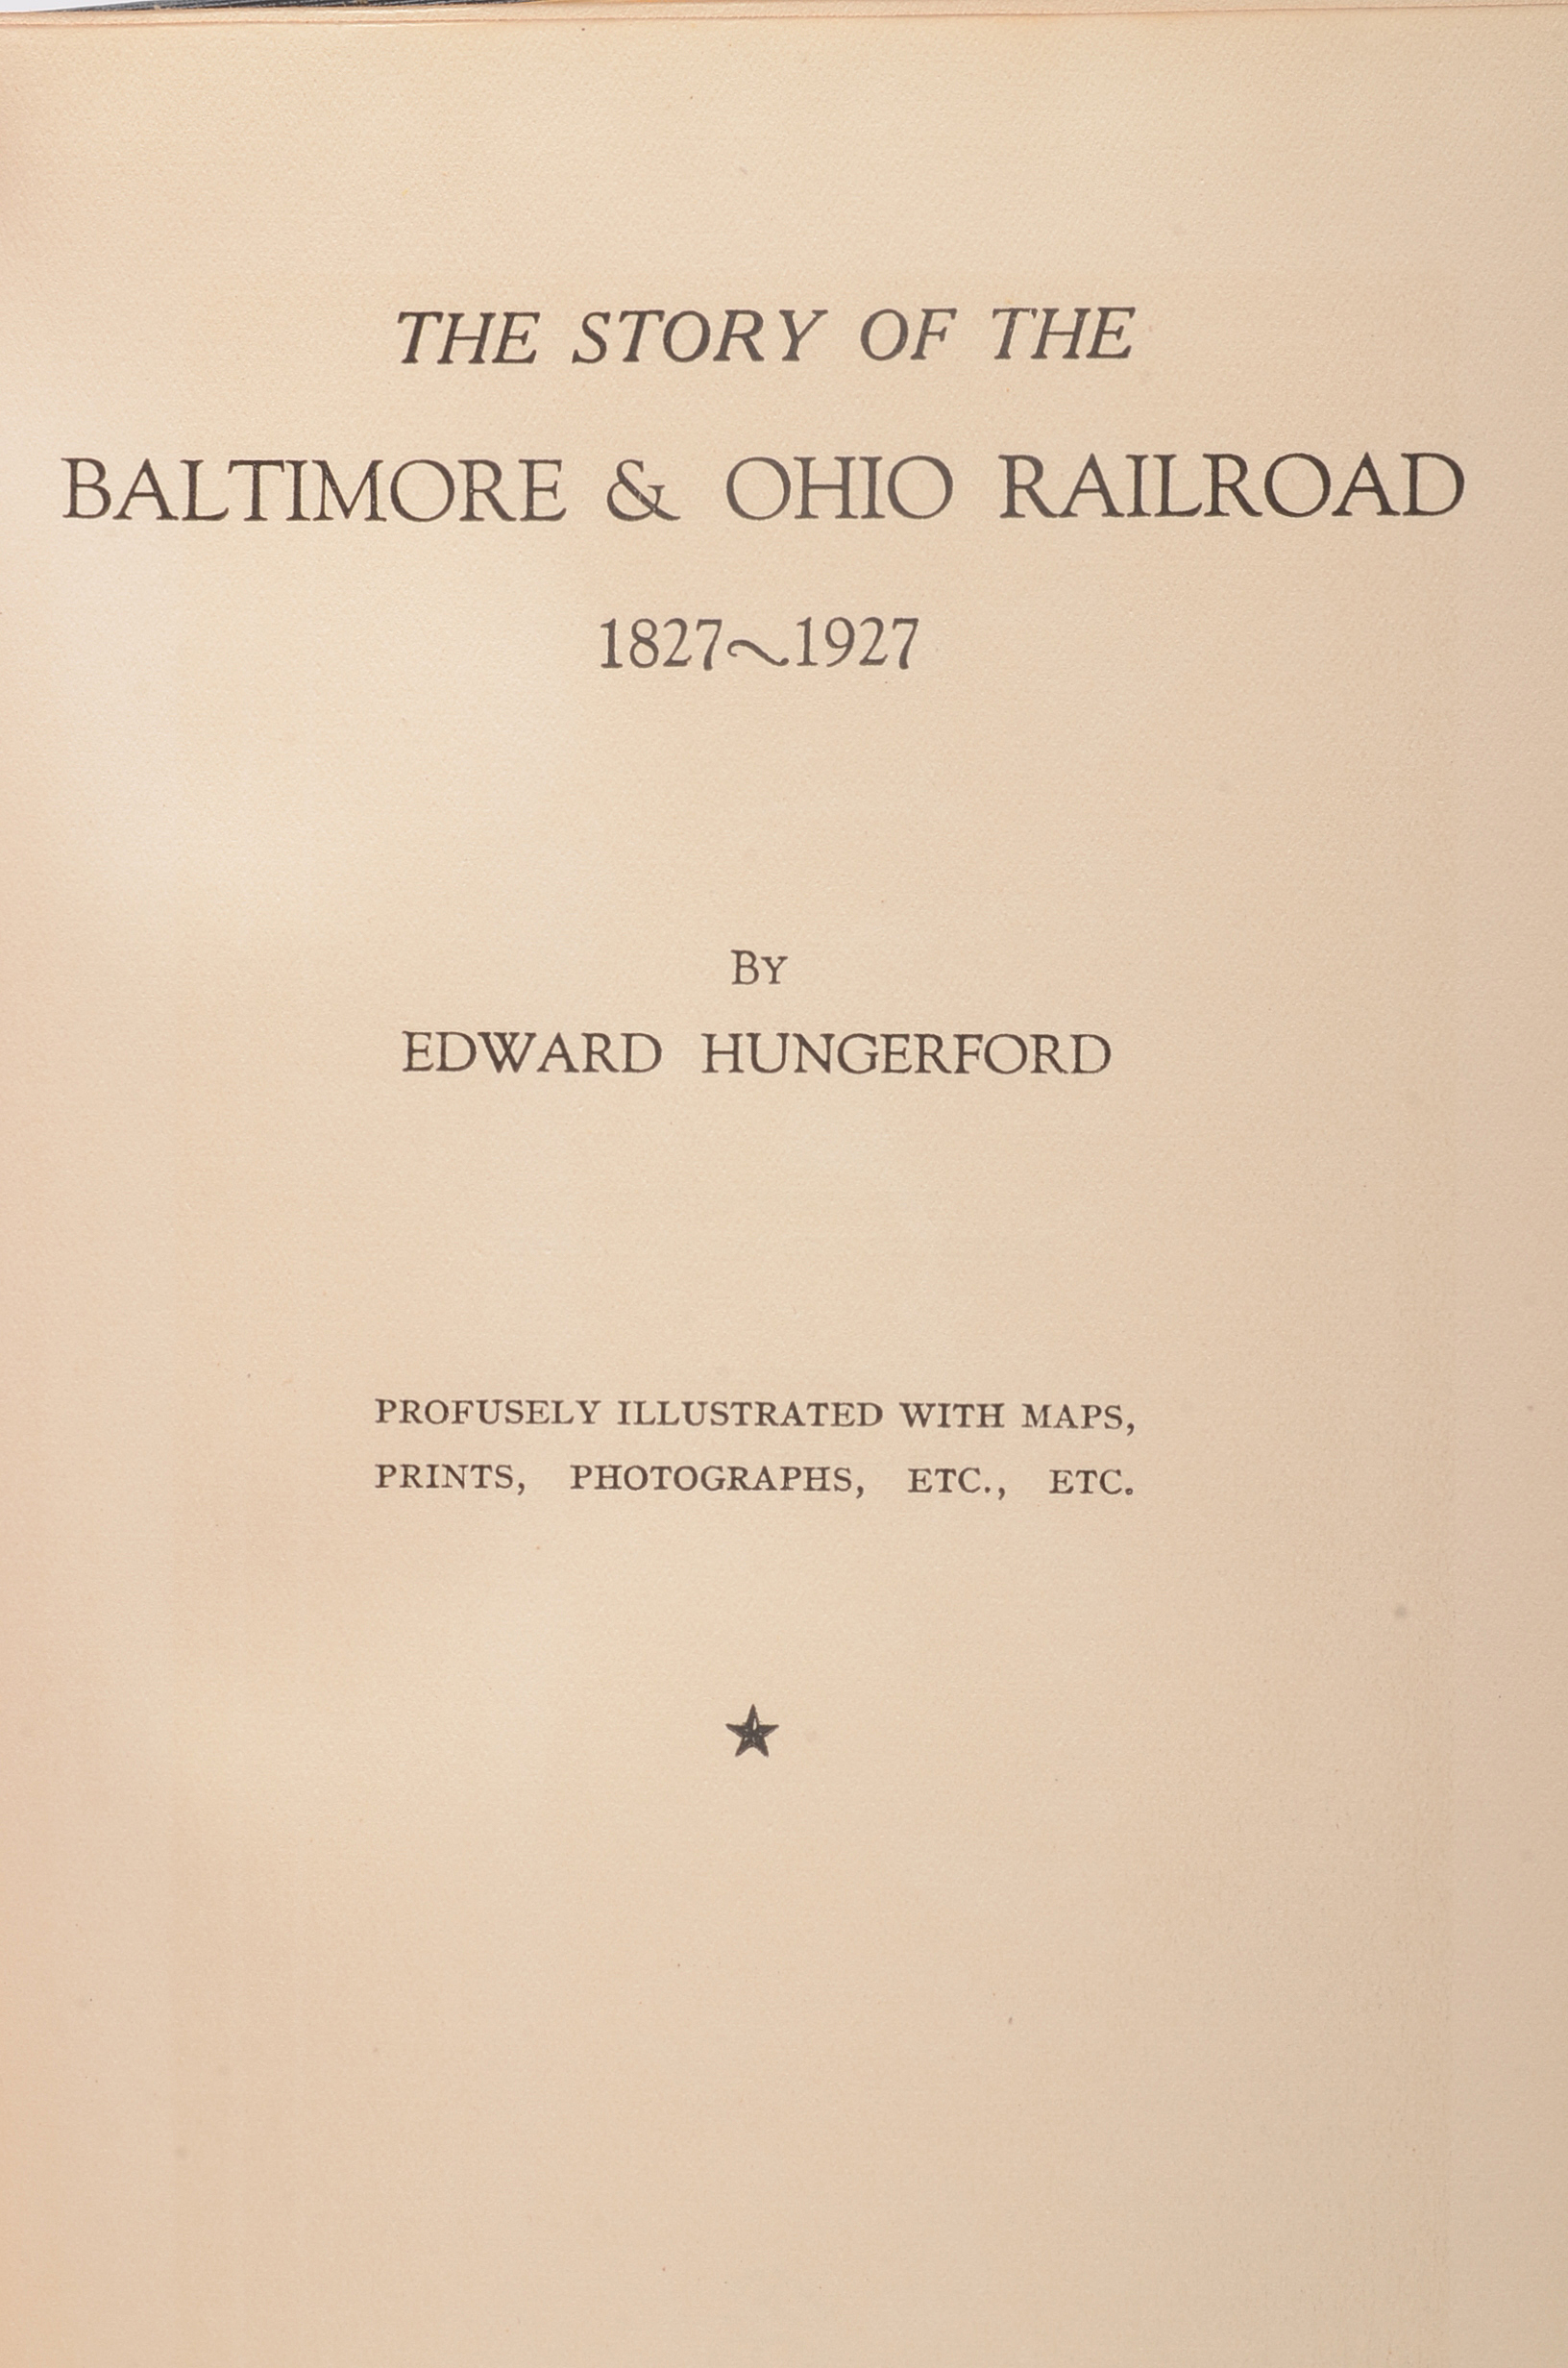 THE STORY OF THE
BALTIMORE & OHIO RAILROAD
1827~1927
BY
EDWARD HUNGERFORD
PROFUSELY ILLUSTRATED WITH MAPS,
PRINTS, PHOTOGRAPHS, ETC., ETC.